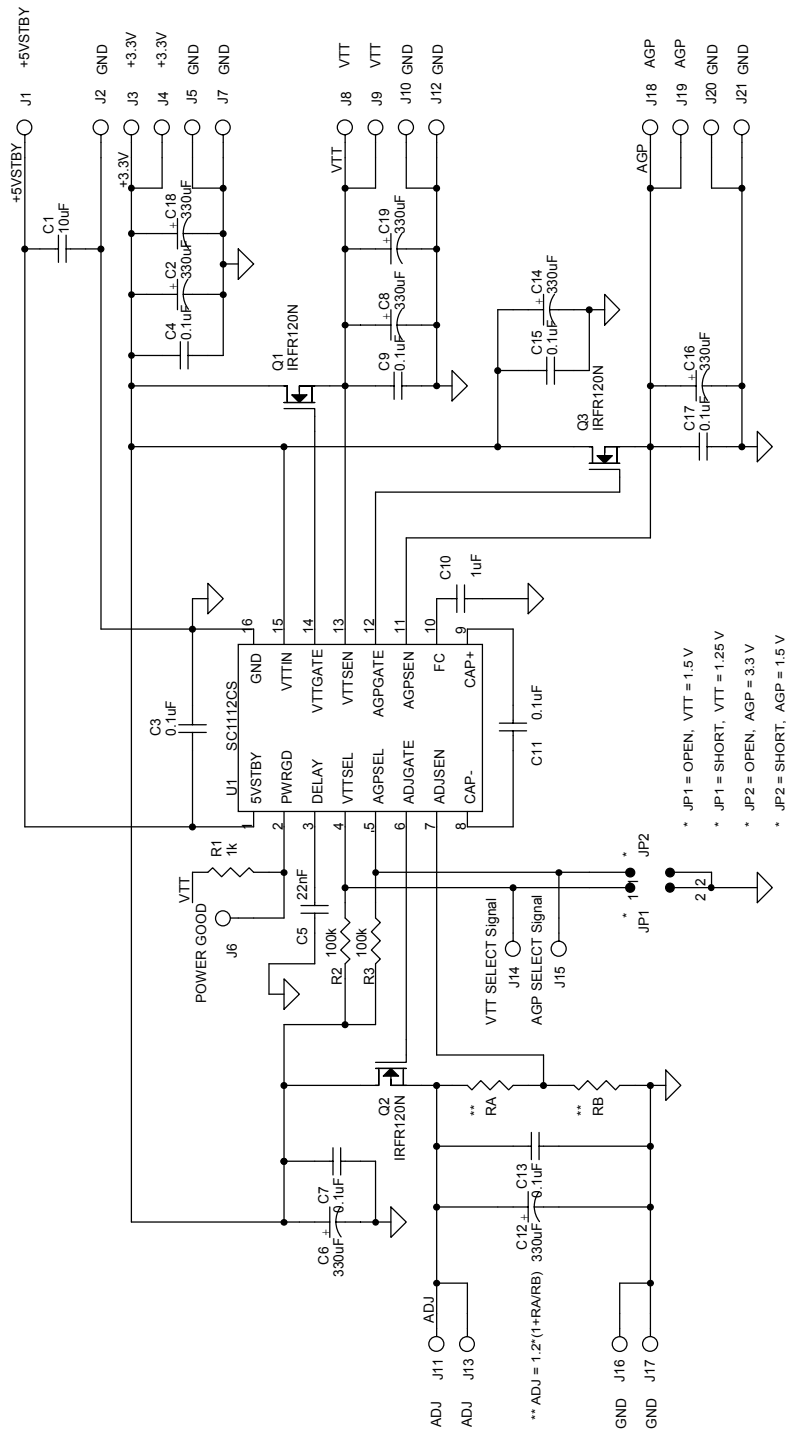 J1 +5VSTBY
J2 GND
J3 +3.3V
J4 +3.3V
J5 GND
J7 GND
J8 VTT
J9 VTT
J10 GND
J12 GND
J18 AGP
J19 AGP
J20 GND
J21 GND
+5VSTBY
C1
10uF
+3.3V
C18
+
330uF
C2
+
330uF
C4
0.1uF
Q1
IRFR120N
VTT
C19
+
330uF
C8
+
330uF
C9
0.1uF
C14
+
330uF
C15
0.1uF
Q3
IRFR120N
AGP
C16
+
330uF
C17
0.1uF
C3
0.1uF
U1
SC1112CS
1 5VSTBY
2 PWRGD
3 DELAY
4 VTTSEL
5 AGPSEL
6 ADJGATE
7 ADJSEN
8 CAP-
16 GND
15 VTTIN
14 VTTGATE
13 VTTSEN
12 AGPGATE
11 AGPSEN
10 FC
9 CAP+
C10
1uF
C11
0.1uF
R1
1k
VTT
POWER GOOD
J6
C5
22nF
R2
100k
R3
100k
VTT SELECT Signal
J14
AGP SELECT Signal
J15
*
JP1
*
JP2
1
1
2
2
* JP1 = OPEN, VTT = 1.5 V
* JP1 = SHORT, VTT = 1.25 V
* JP2 = OPEN, AGP = 3.3 V
* JP2 = SHORT, AGP = 1.5 V
Q2
IRFR120N
C6
+
330uF
C7
0.1uF
**
RA
**
RB
C12
+
330uF
C13
0.1uF
ADJ
ADJ J11
ADJ J13
** ADJ = 1.2*(1+RA/RB)
GND J16
GND J17